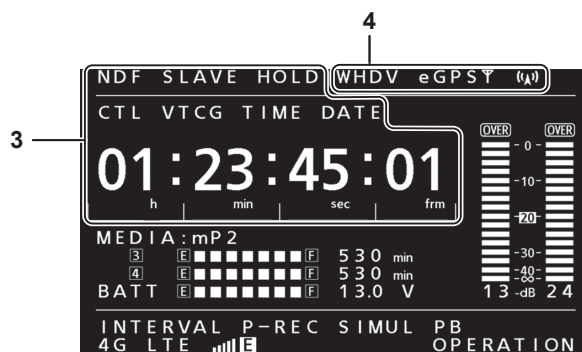 4
3
NDF SLAVE HOLD WHDV eGPS
CTL VTCG TIME DATE
OVER OVER
01:23:45:01
h min sec frm
-0-
-10-
-20-
-30-
-40-
-∞-
13 -dB 24
MEDIA:mP2
3 E F 530 min
4 E F 530 min
BATT E F 13.0 V
INTERVAL P-REC SIMUL PB
4G LTE E OPERATION